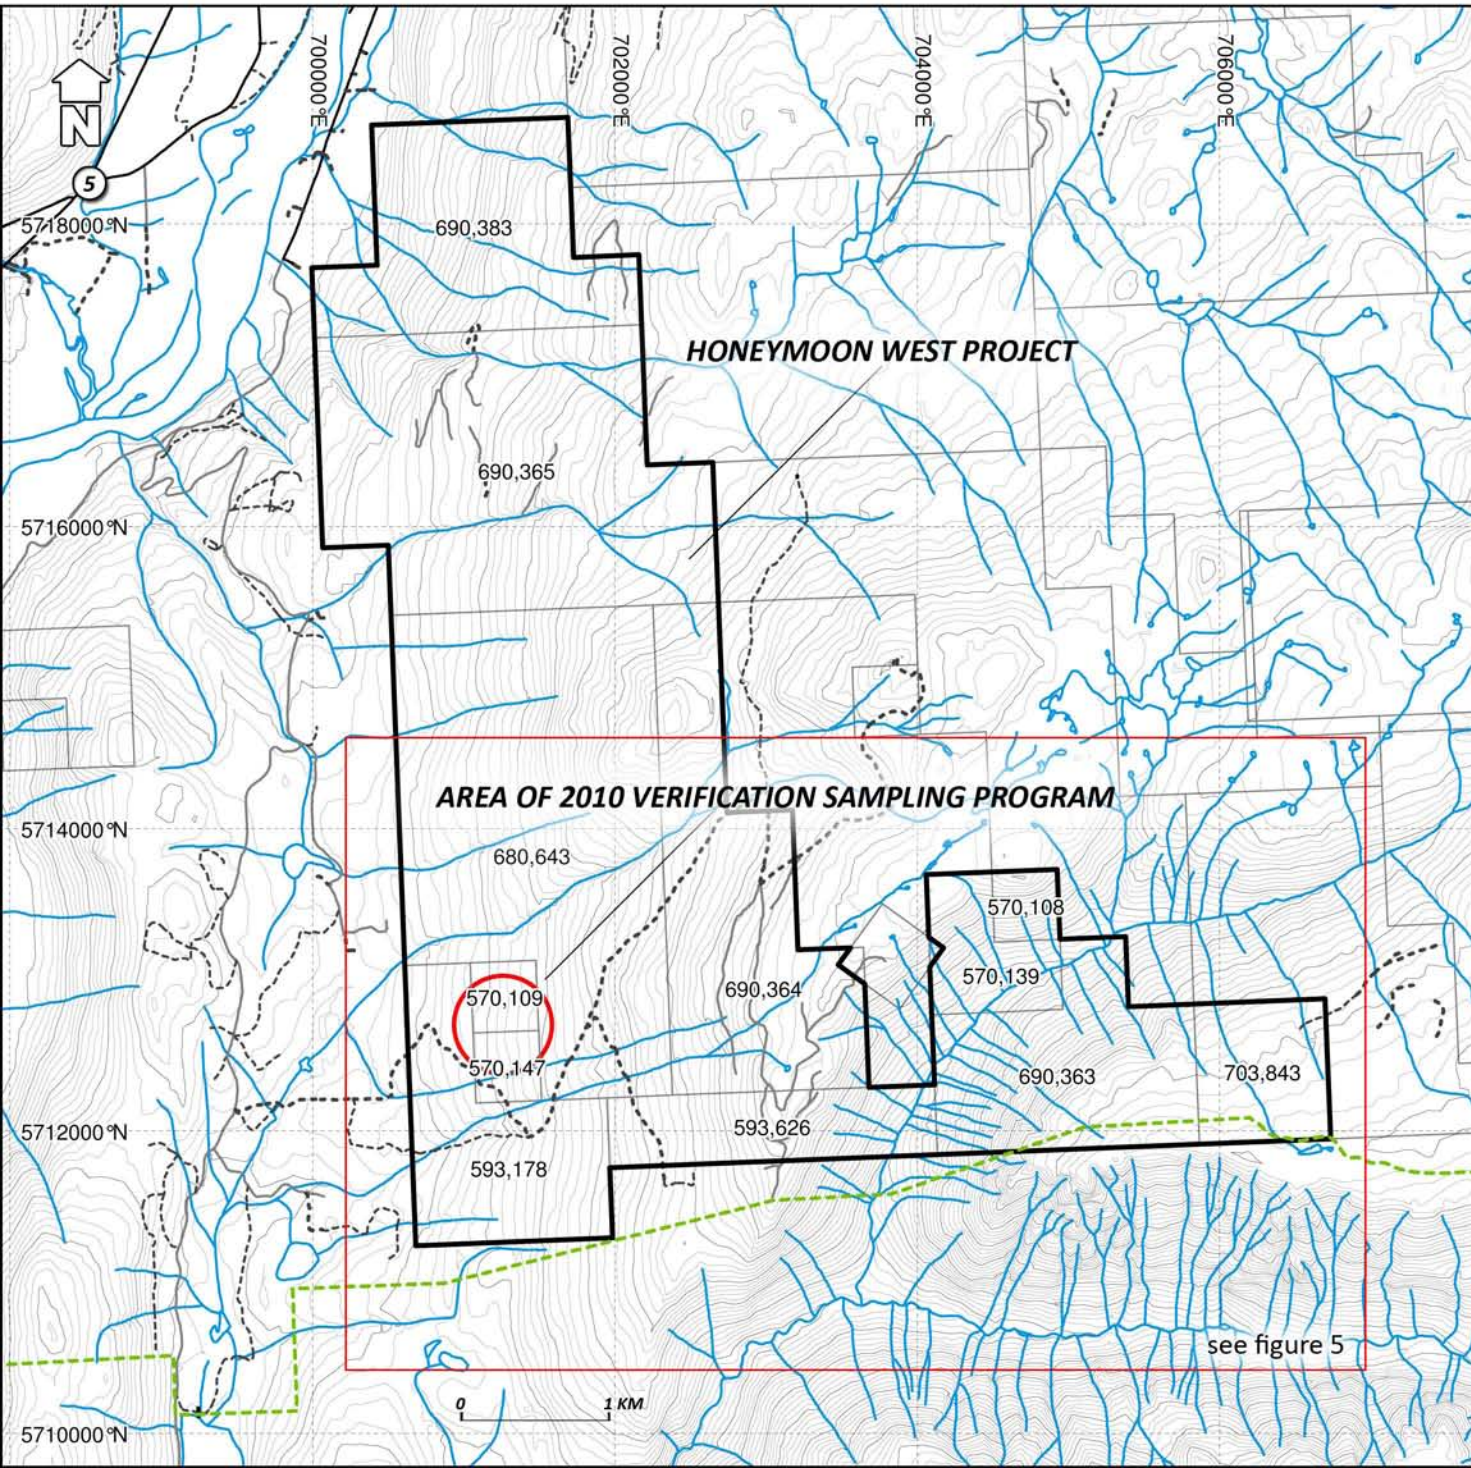 700000°E
702000°E
704000°E
706000°E
N
5
5718000°N
690,383
HONEYMOON WEST PROJECT
690,365
5716000°N
AREA OF 2010 VERIFICATION SAMPLING PROGRAM
5714000°N
680,643
570,108
570,139
690,364
570,109
570,147
690,363
703,843
5712000°N
593,626
593,178
see figure 5
0
1 KM
5710000°N